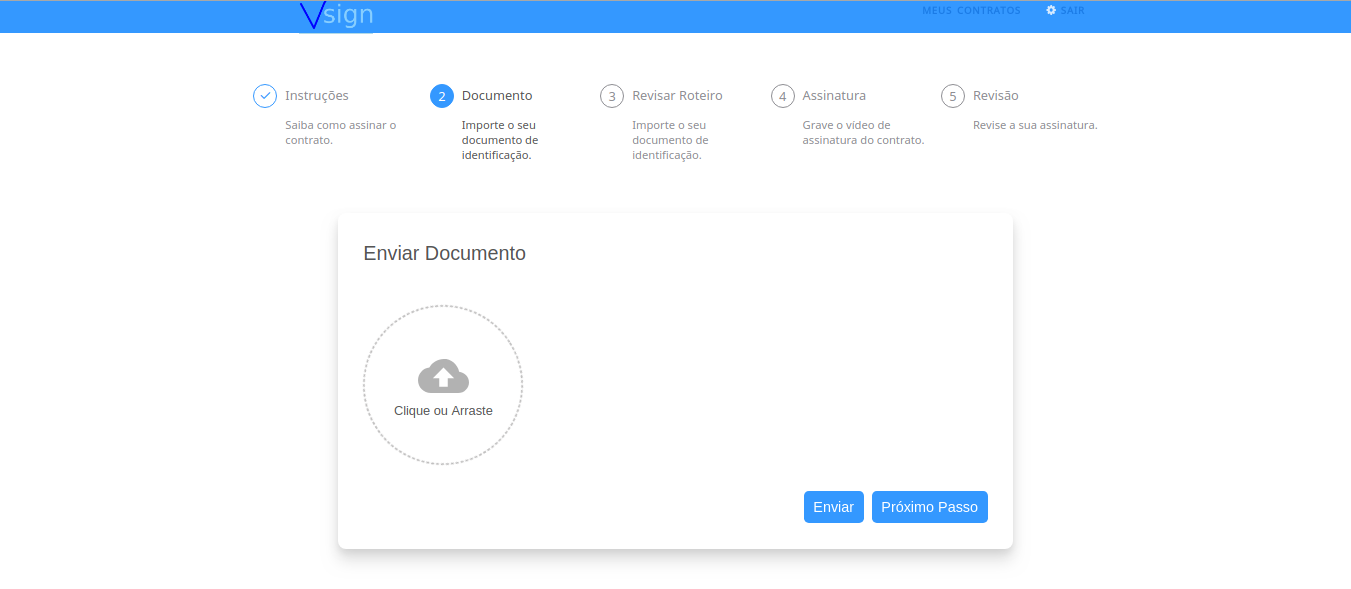 Vsign
MEUS CONTRATOS SAIR
Instruções
Saiba como assinar o
contrato.
2 Documento
Importe o seu
documento de
identificação.
3 Revisar Roteiro
Importe o seu
documento de
identificação.
4 Assinatura
Grave o vídeo de
assinatura do contrato.
5 Revisão
Revise a sua assinatura.
Enviar Documento
Clique ou Arraste
Enviar Próximo Passo